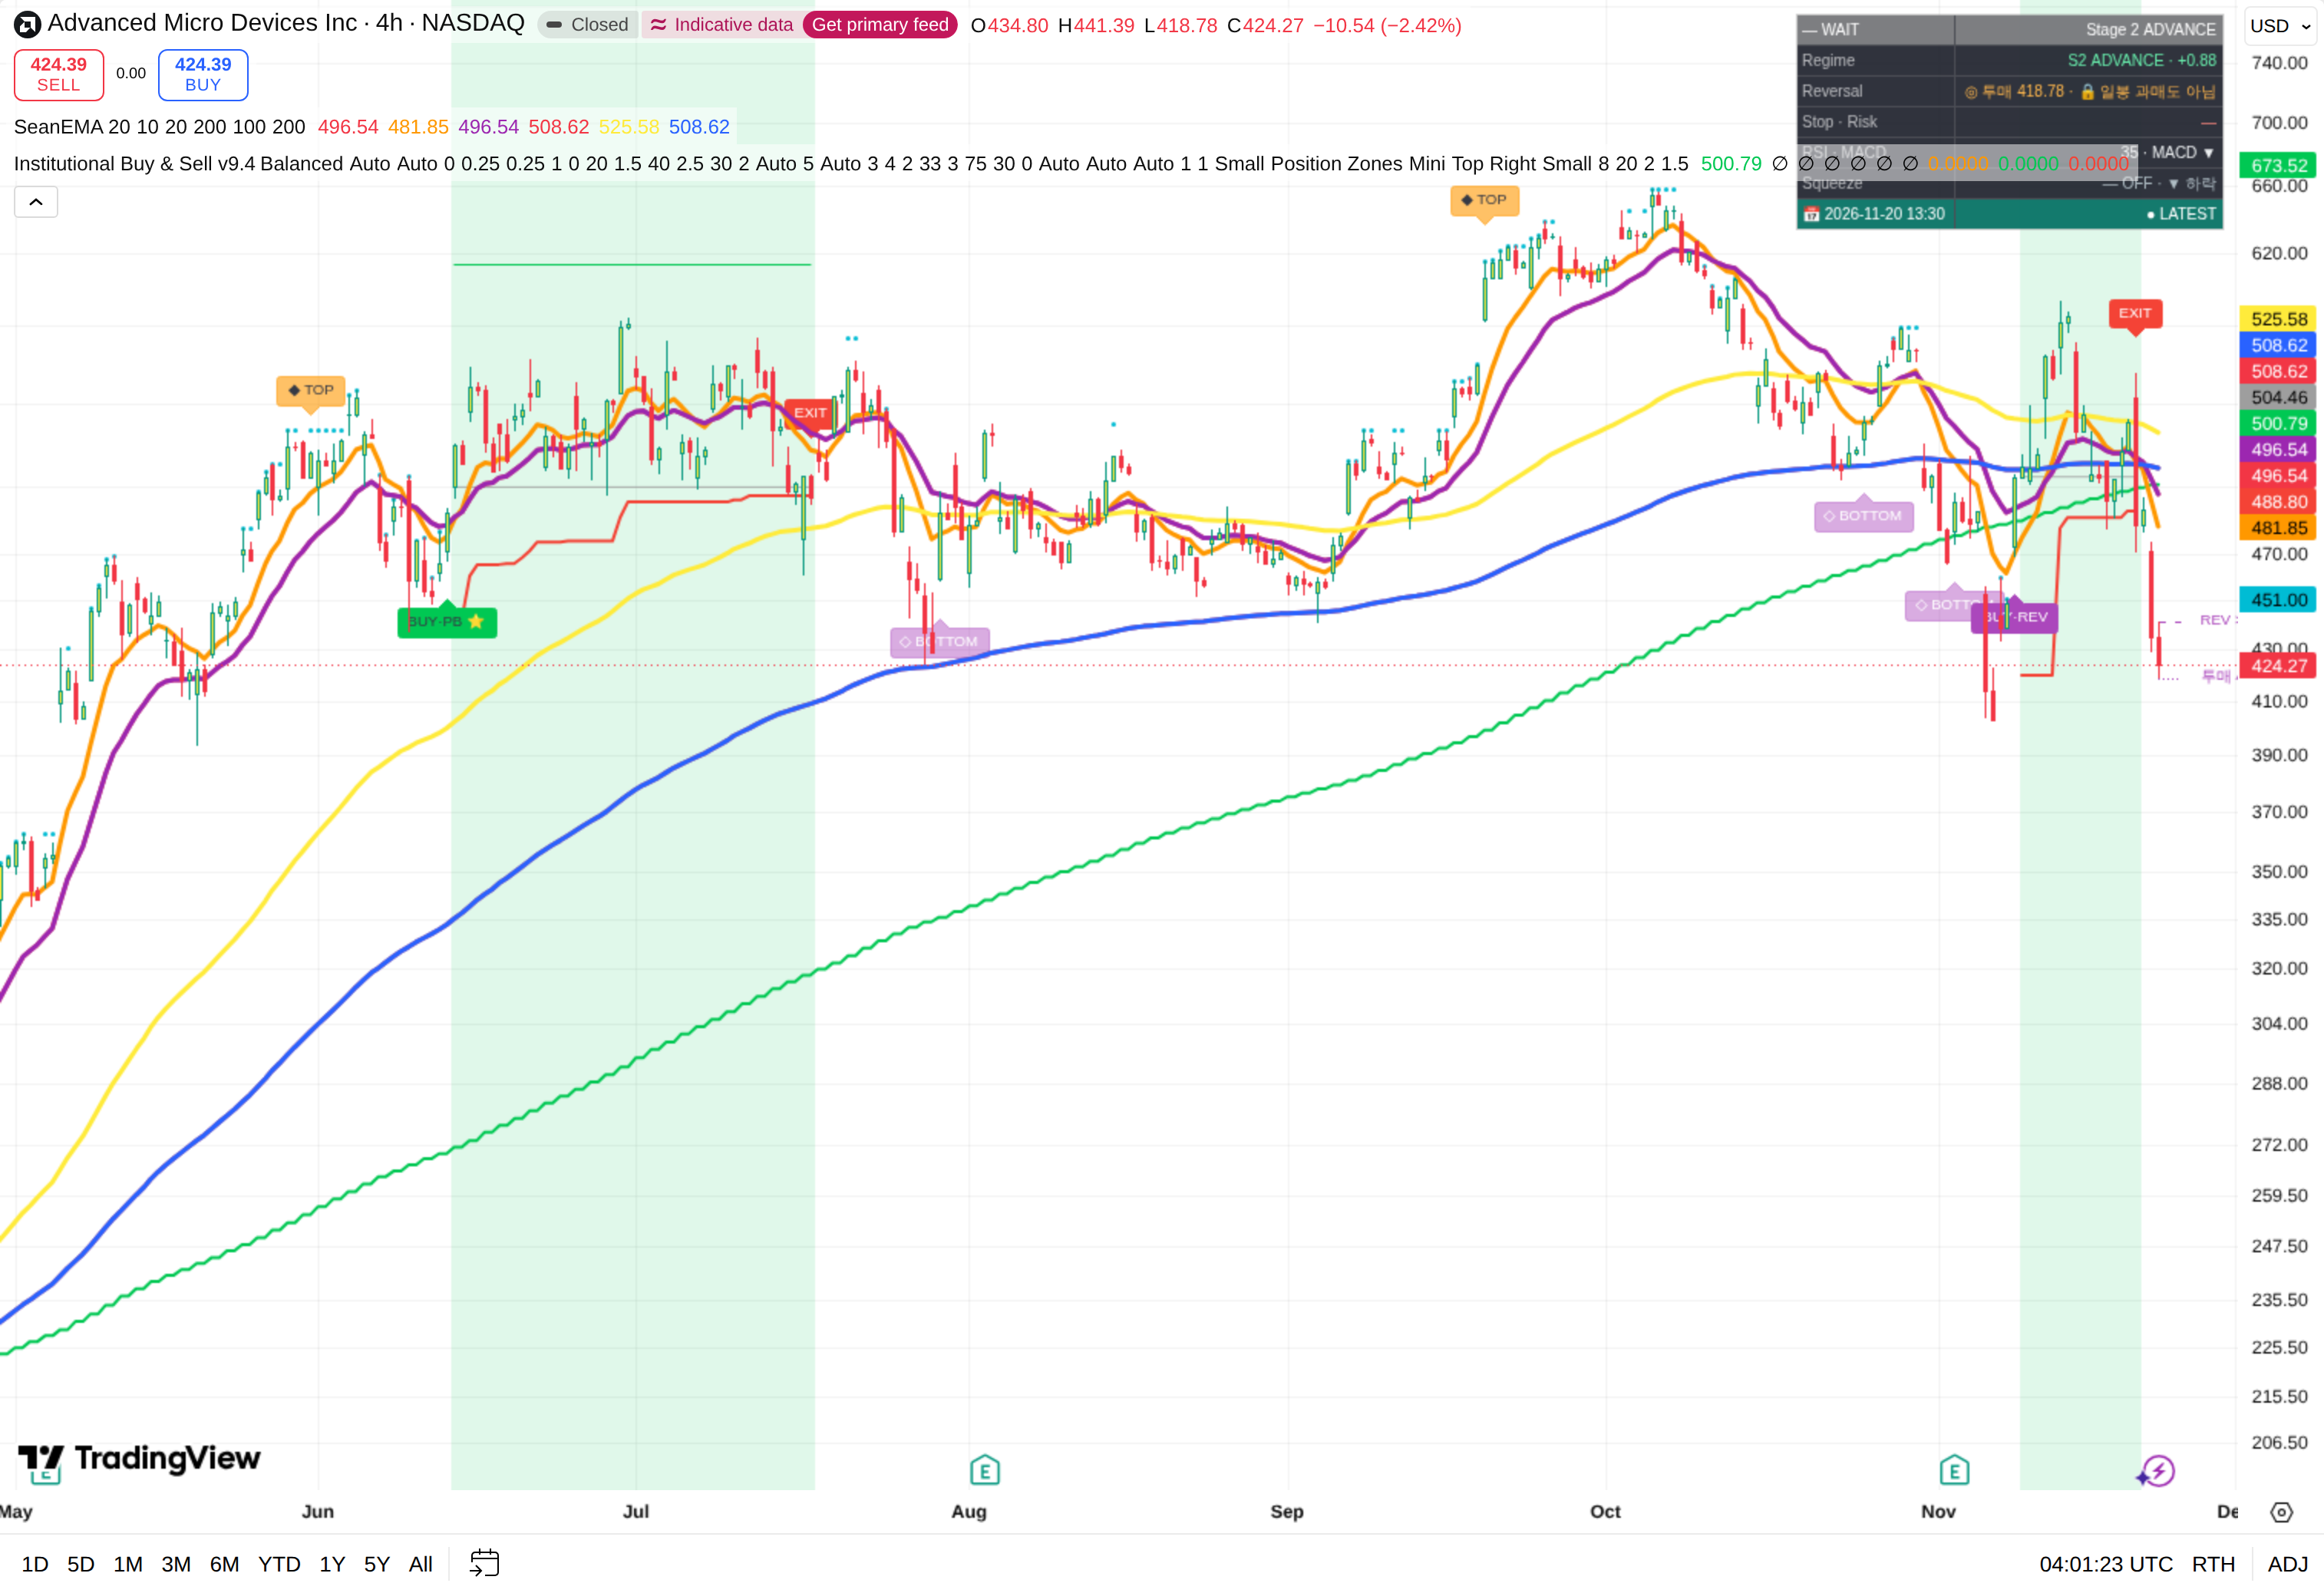 Advanced Micro Devices Inc · 4h · NASDAQ Closed Indicative data Get primary feed O434.80 H441.39 L418.78 C424.27 −10.54 (−2.42%)
424.39 SELL 0.00 424.39 BUY
SeanEMA 20 10 20 200 100 200 496.54 481.85 496.54 508.62 525.58 508.62
Institutional Buy & Sell v9.4 Balanced Auto Auto 0 0.25 0.25 1 0 20 1.5 40 2.5 30 2 Auto 5 Auto 3 4 2 33 3 75 30 0 Auto Auto Auto 1 1 Small Position Zones Mini Top Right Small 8 20 2 1.5 500.79 ∅ ∅ ∅ ∅ ∅ ∅ 0.0000 0.0000 0.0000
— WAIT Stage 2 ADVANCE
Regime S2 ADVANCE · +0.88
Reversal ◎ 투매 418.78 · 🔒 일봉 과매도 아님
Stop · Risk —
RSI · MACD 35 · MACD ▼
Squeeze — OFF · ▼ 하락
📅 2026-11-20 13:30 ● LATEST
USD
740.00
700.00
673.52
660.00
620.00
525.58
508.62
508.62
504.46
500.79
496.54
496.54
488.80
481.85
470.00
451.00
430.00
424.27
410.00
390.00
370.00
350.00
335.00
320.00
304.00
288.00
272.00
259.50
247.50
235.50
225.50
215.50
206.50
◆ TOP
◆ TOP
EXIT
EXIT
BUY-PB ⭐
◇ BOTTOM
◇ BOTTOM
◇ BOTTOM
BUY-REV
REV
투매
TradingView
E
E
E
May Jun Jul Aug Sep Oct Nov De
1D 5D 1M 3M 6M YTD 1Y 5Y All 04:01:23 UTC RTH ADJ